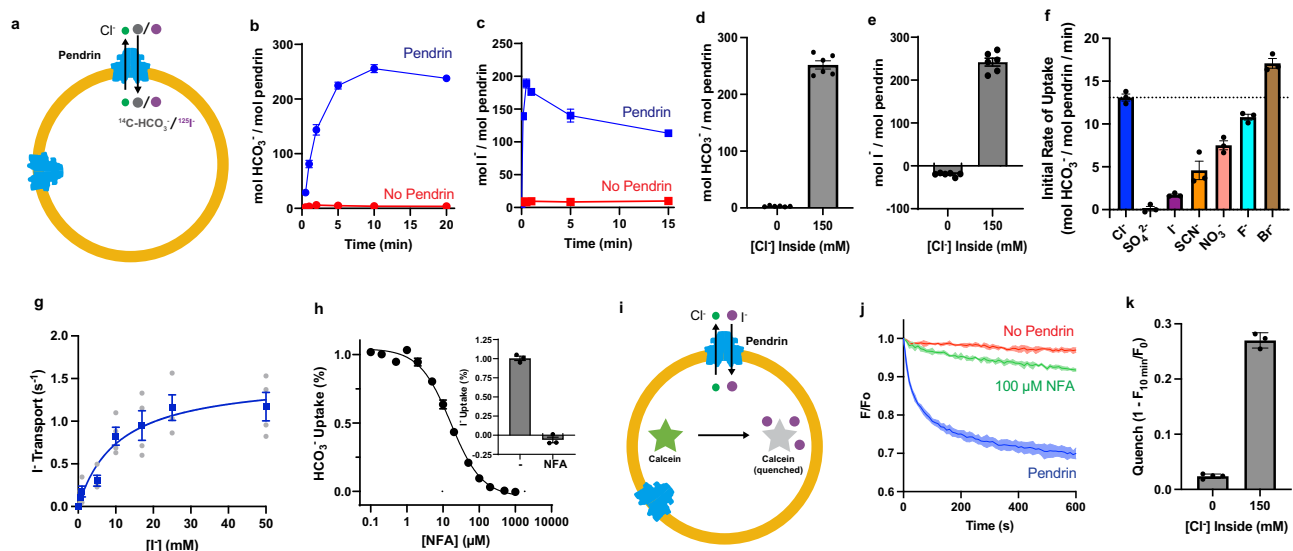 a
Cl-
Pendrin
14C-HCO3-/125I-
b
mol HCO3- / mol pendrin
300
200
100
0
Pendrin
No Pendrin
0 5 10 15 20
Time (min)
c
mol I- / mol pendrin
250
200
150
100
50
0
Pendrin
No Pendrin
0 5 10 15
Time (min)
d
mol HCO3- / mol pendrin
300
200
100
0
0 150
[Cl-] Inside (mM)
e
mol I- / mol pendrin
300
200
100
0
-100
0 150
[Cl-] Inside (mM)
f
Initial Rate of Uptake
(mol HCO3- / mol pendrin / min)
20
15
10
5
0
Cl- SO42- I- SCN- NO3- F- Br-
g
I- Transport (s-1)
2.0
1.5
1.0
0.5
0.0
0 10 20 30 40 50
[I-] (mM)
h
HCO3- Uptake (%)
1.0
0.5
0.0
0.1 1 10 100 1000 10000
[NFA] (µM)
I- Uptake (%)
1.25
1.00
0.75
0.50
0.25
0.00
- NFA
i
Cl- I-
Pendrin
Calcein
Calcein
(quenched)
j
F/Fo
1.0
0.9
0.8
0.7
0.6
No Pendrin
100 µM NFA
Pendrin
0 200 400 600
Time (s)
k
Quench (1 - F10 min/F0)
0.3
0.2
0.1
0.0
0 150
[Cl-] Inside (mM)